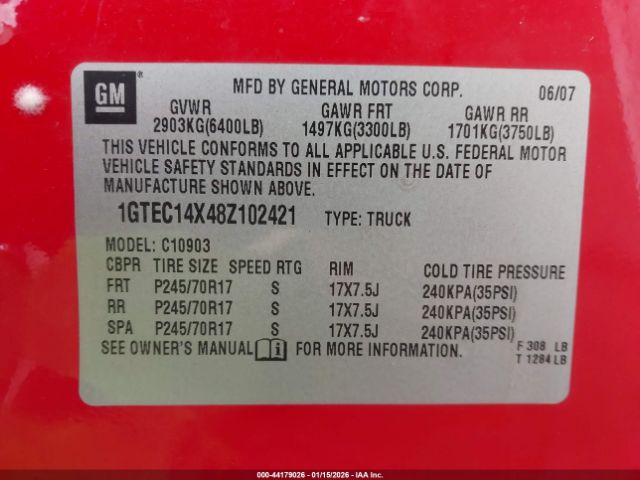 GM ® MFD BY GENERAL MOTORS CORP. 06/07
GVWR GAWR FRT GAWR RR
2903KG(6400LB) 1497KG(3300LB) 1701KG(3750LB)
THIS VEHICLE CONFORMS TO ALL APPLICABLE U.S. FEDERAL MOTOR
VEHICLE SAFETY STANDARDS IN EFFECT ON THE DATE OF
MANUFACTURE SHOWN ABOVE.
1GTEC14X48Z102421 TYPE: TRUCK
MODEL: C10903
CBPR TIRE SIZE SPEED RTG RIM COLD TIRE PRESSURE
FRT P245/70R17 S 17X7.5J 240KPA(35PSI)
RR P245/70R17 S 17X7.5J 240KPA(35PSI)
SPA P245/70R17 S 17X7.5J 240KPA(35PSI)
SEE OWNER'S MANUAL i FOR MORE INFORMATION.
F 308 LB
T 1284 LB
000-44179026 - 01/15/2026 - IAA, Inc.